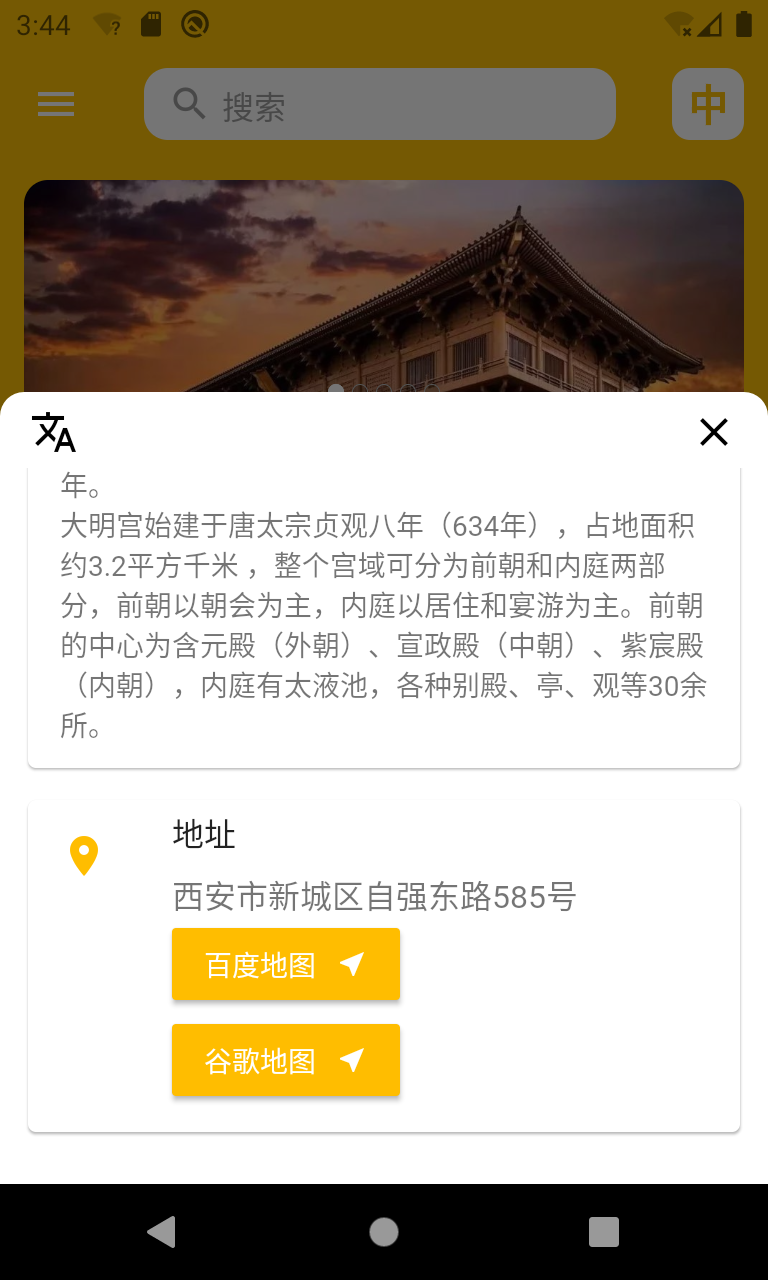 3:44
搜索
中
年。
大明宫始建于唐太宗贞观八年（634年），占地面积
约3.2平方千米 ，整个宫域可分为前朝和内庭两部
分，前朝以朝会为主，内庭以居住和宴游为主。前朝
的中心为含元殿（外朝）、宣政殿（中朝）、紫宸殿
（内朝），内庭有太液池，各种别殿、亭、观等30余
所。
地址
西安市新城区自强东路585号
百度地图
谷歌地图